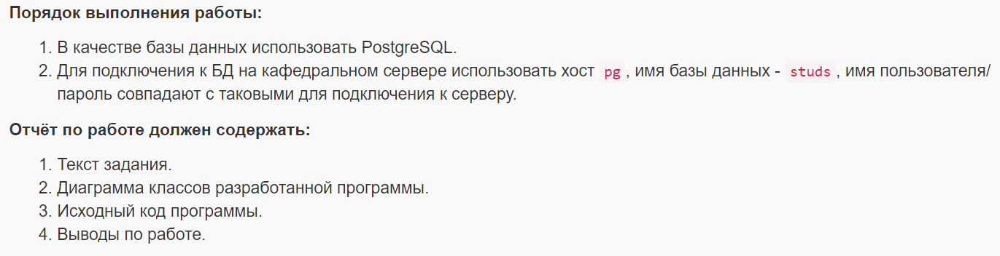 Порядок выполнения работы:
1. В качестве базы данных использовать PostgreSQL.
2. Для подключения к БД на кафедральном сервере использовать хост pg, имя базы данных - studs, имя пользователя/
пароль совпадают с таковыми для подключения к серверу.
Отчёт по работе должен содержать:
1. Текст задания.
2. Диаграмма классов разработанной программы.
3. Исходный код программы.
4. Выводы по работе.